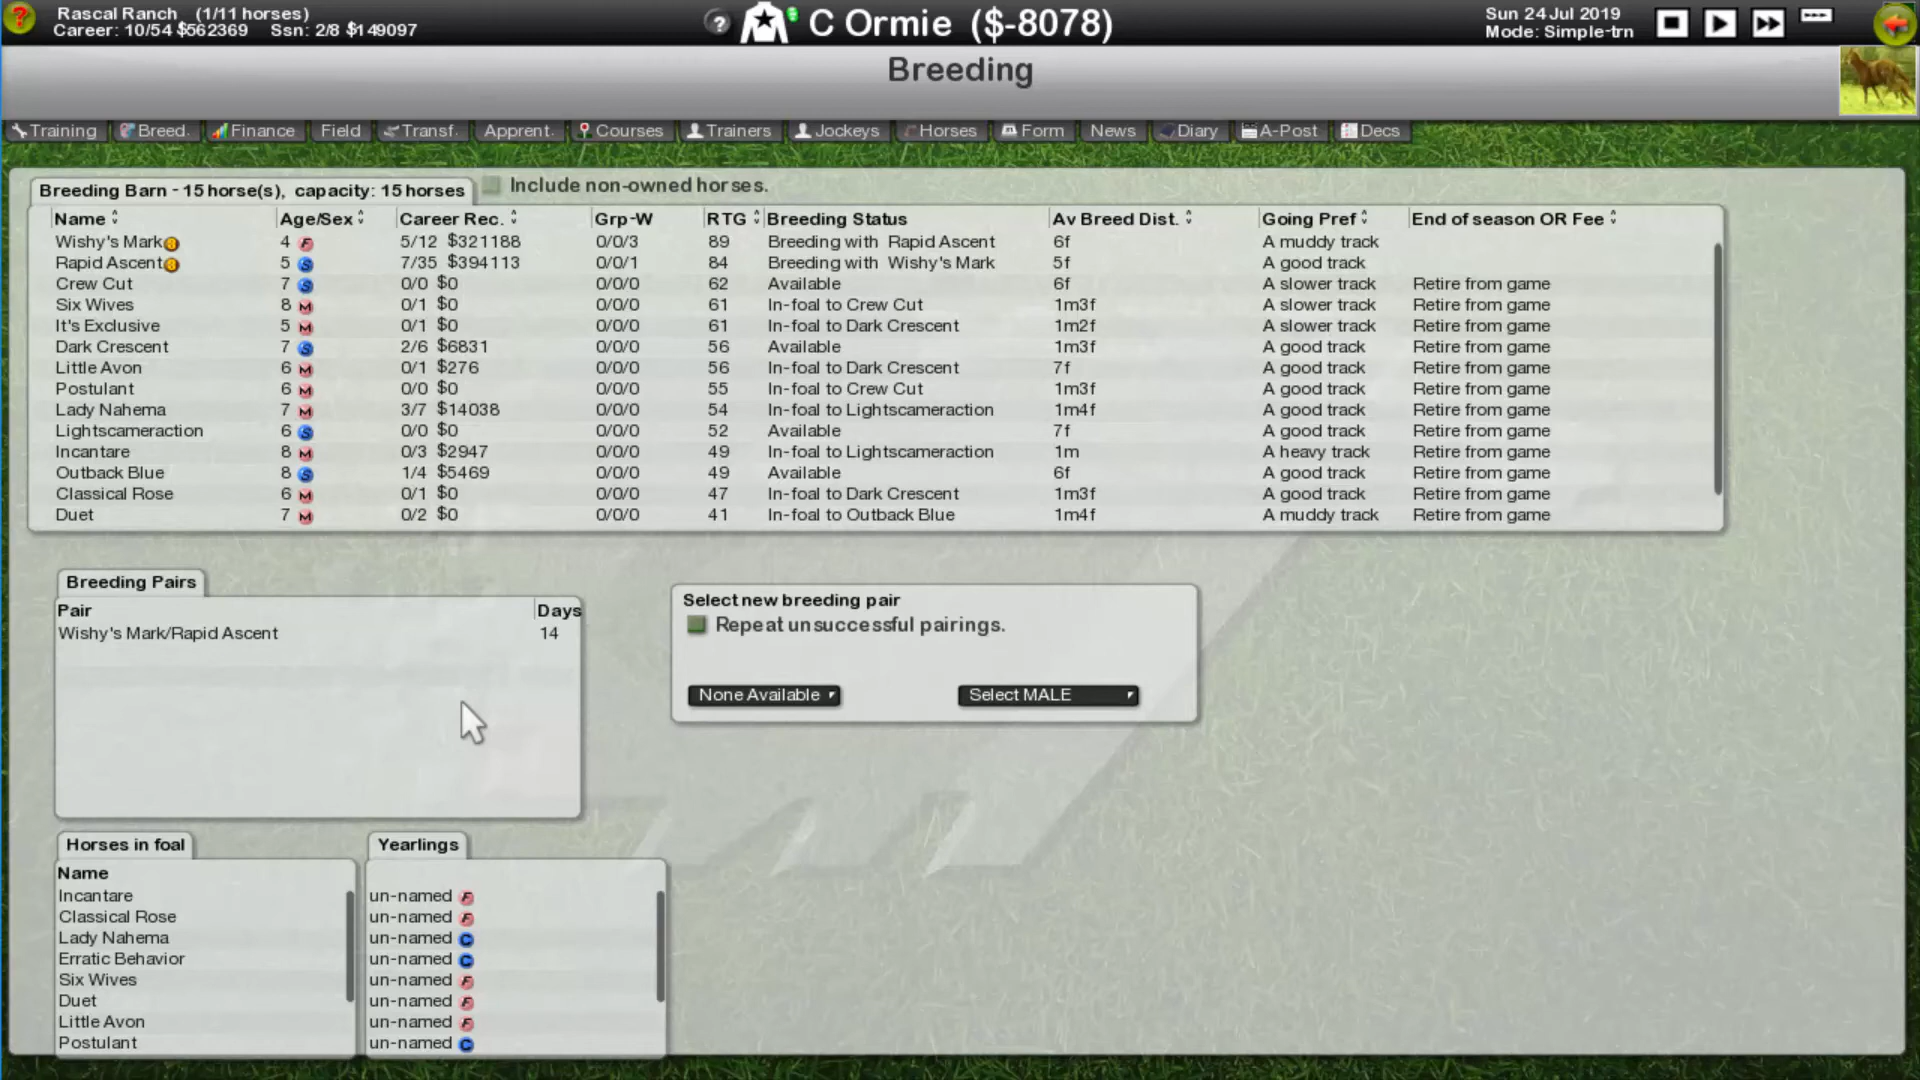 Rascal Ranch (1/11 horses)
Career: 10/54 $562369 Ssn: 2/8 $149097
? C Ormie ($-8078)
Sun 24 Jul 2019
Mode: Simple-trn
Breeding
Training Breed. Finance Field Transf. Apprent. Courses Trainers Jockeys Horses Form News Diary A-Post Decs
Breeding Barn - 15 horse(s), capacity: 15 horses Include non-owned horses.
Name Age/Sex Career Rec. Grp-W RTG Breeding Status Av Breed Dist. Going Pref End of season OR Fee
Wishy's Mark 3 4 F 5/12 $321188 0/0/3 89 Breeding with Rapid Ascent 6f A muddy track
Rapid Ascent 3 5 S 7/35 $394113 0/0/1 84 Breeding with Wishy's Mark 5f A good track
Crew Cut 7 S 0/0 $0 0/0/0 62 Available 6f A slower track Retire from game
Six Wives 8 M 0/1 $0 0/0/0 61 In-foal to Crew Cut 1m3f A slower track Retire from game
It's Exclusive 5 M 0/1 $0 0/0/0 61 In-foal to Dark Crescent 1m2f A slower track Retire from game
Dark Crescent 7 S 2/6 $6831 0/0/0 56 Available 1m3f A good track Retire from game
Little Avon 6 M 0/1 $276 0/0/0 56 In-foal to Dark Crescent 7f A good track Retire from game
Postulant 6 M 0/0 $0 0/0/0 55 In-foal to Crew Cut 1m3f A good track Retire from game
Lady Nahema 7 M 3/7 $14038 0/0/0 54 In-foal to Lightscameraction 1m4f A good track Retire from game
Lightscameraction 6 S 0/0 $0 0/0/0 52 Available 7f A good track Retire from game
Incantare 8 M 0/3 $2947 0/0/0 49 In-foal to Lightscameraction 1m A heavy track Retire from game
Outback Blue 8 S 1/4 $5469 0/0/0 49 Available 6f A good track Retire from game
Classical Rose 6 M 0/1 $0 0/0/0 47 In-foal to Dark Crescent 1m3f A good track Retire from game
Duet 7 M 0/2 $0 0/0/0 41 In-foal to Outback Blue 1m4f A muddy track Retire from game
Breeding Pairs
Pair Days
Wishy's Mark/Rapid Ascent 14
Select new breeding pair
Repeat unsuccessful pairings.
None Available Select MALE
Horses in foal
Name
Incantare
Classical Rose
Lady Nahema
Erratic Behavior
Six Wives
Duet
Little Avon
Postulant
Yearlings
un-named F
un-named F
un-named C
un-named C
un-named F
un-named F
un-named F
un-named C